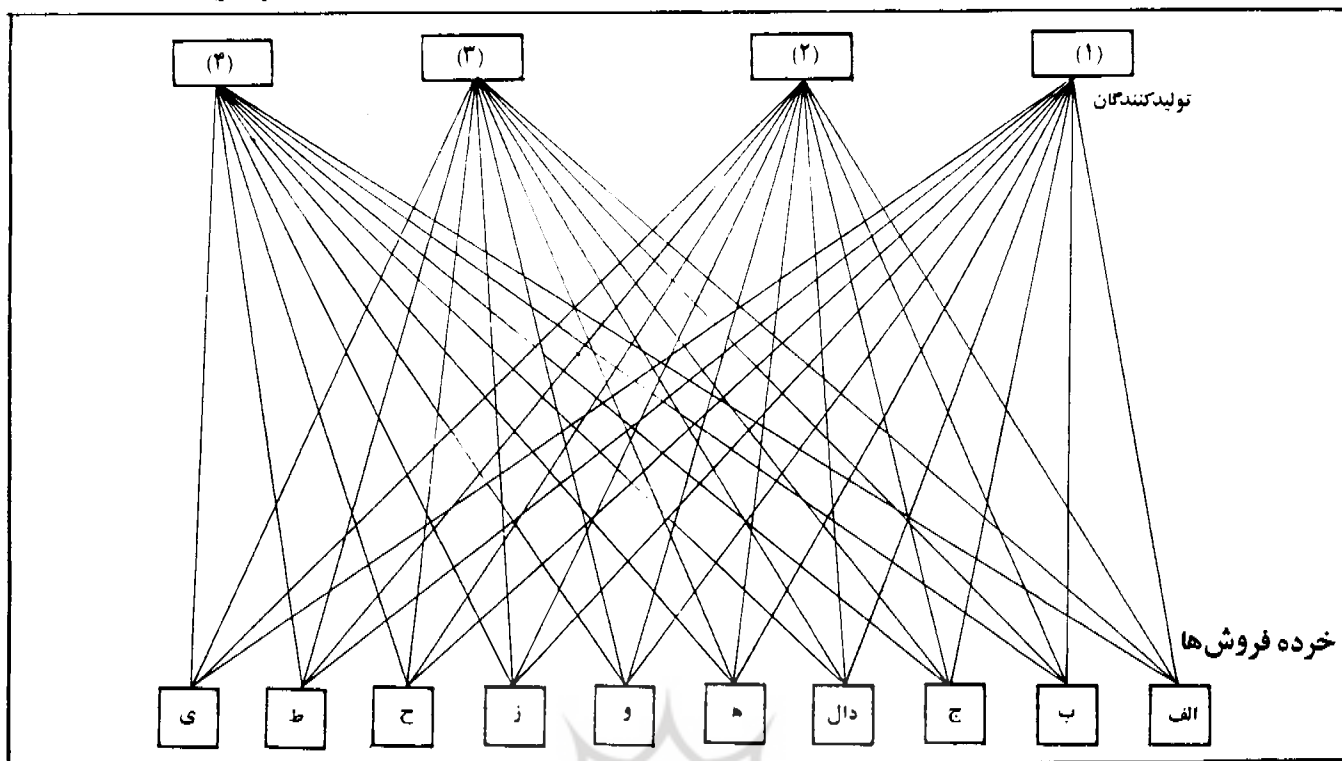 (۱) (۲) (۳) (۴)
تولیدکنندگان
خرده فروش‌ها
الف ب ج دال ه و ز ح ط ی